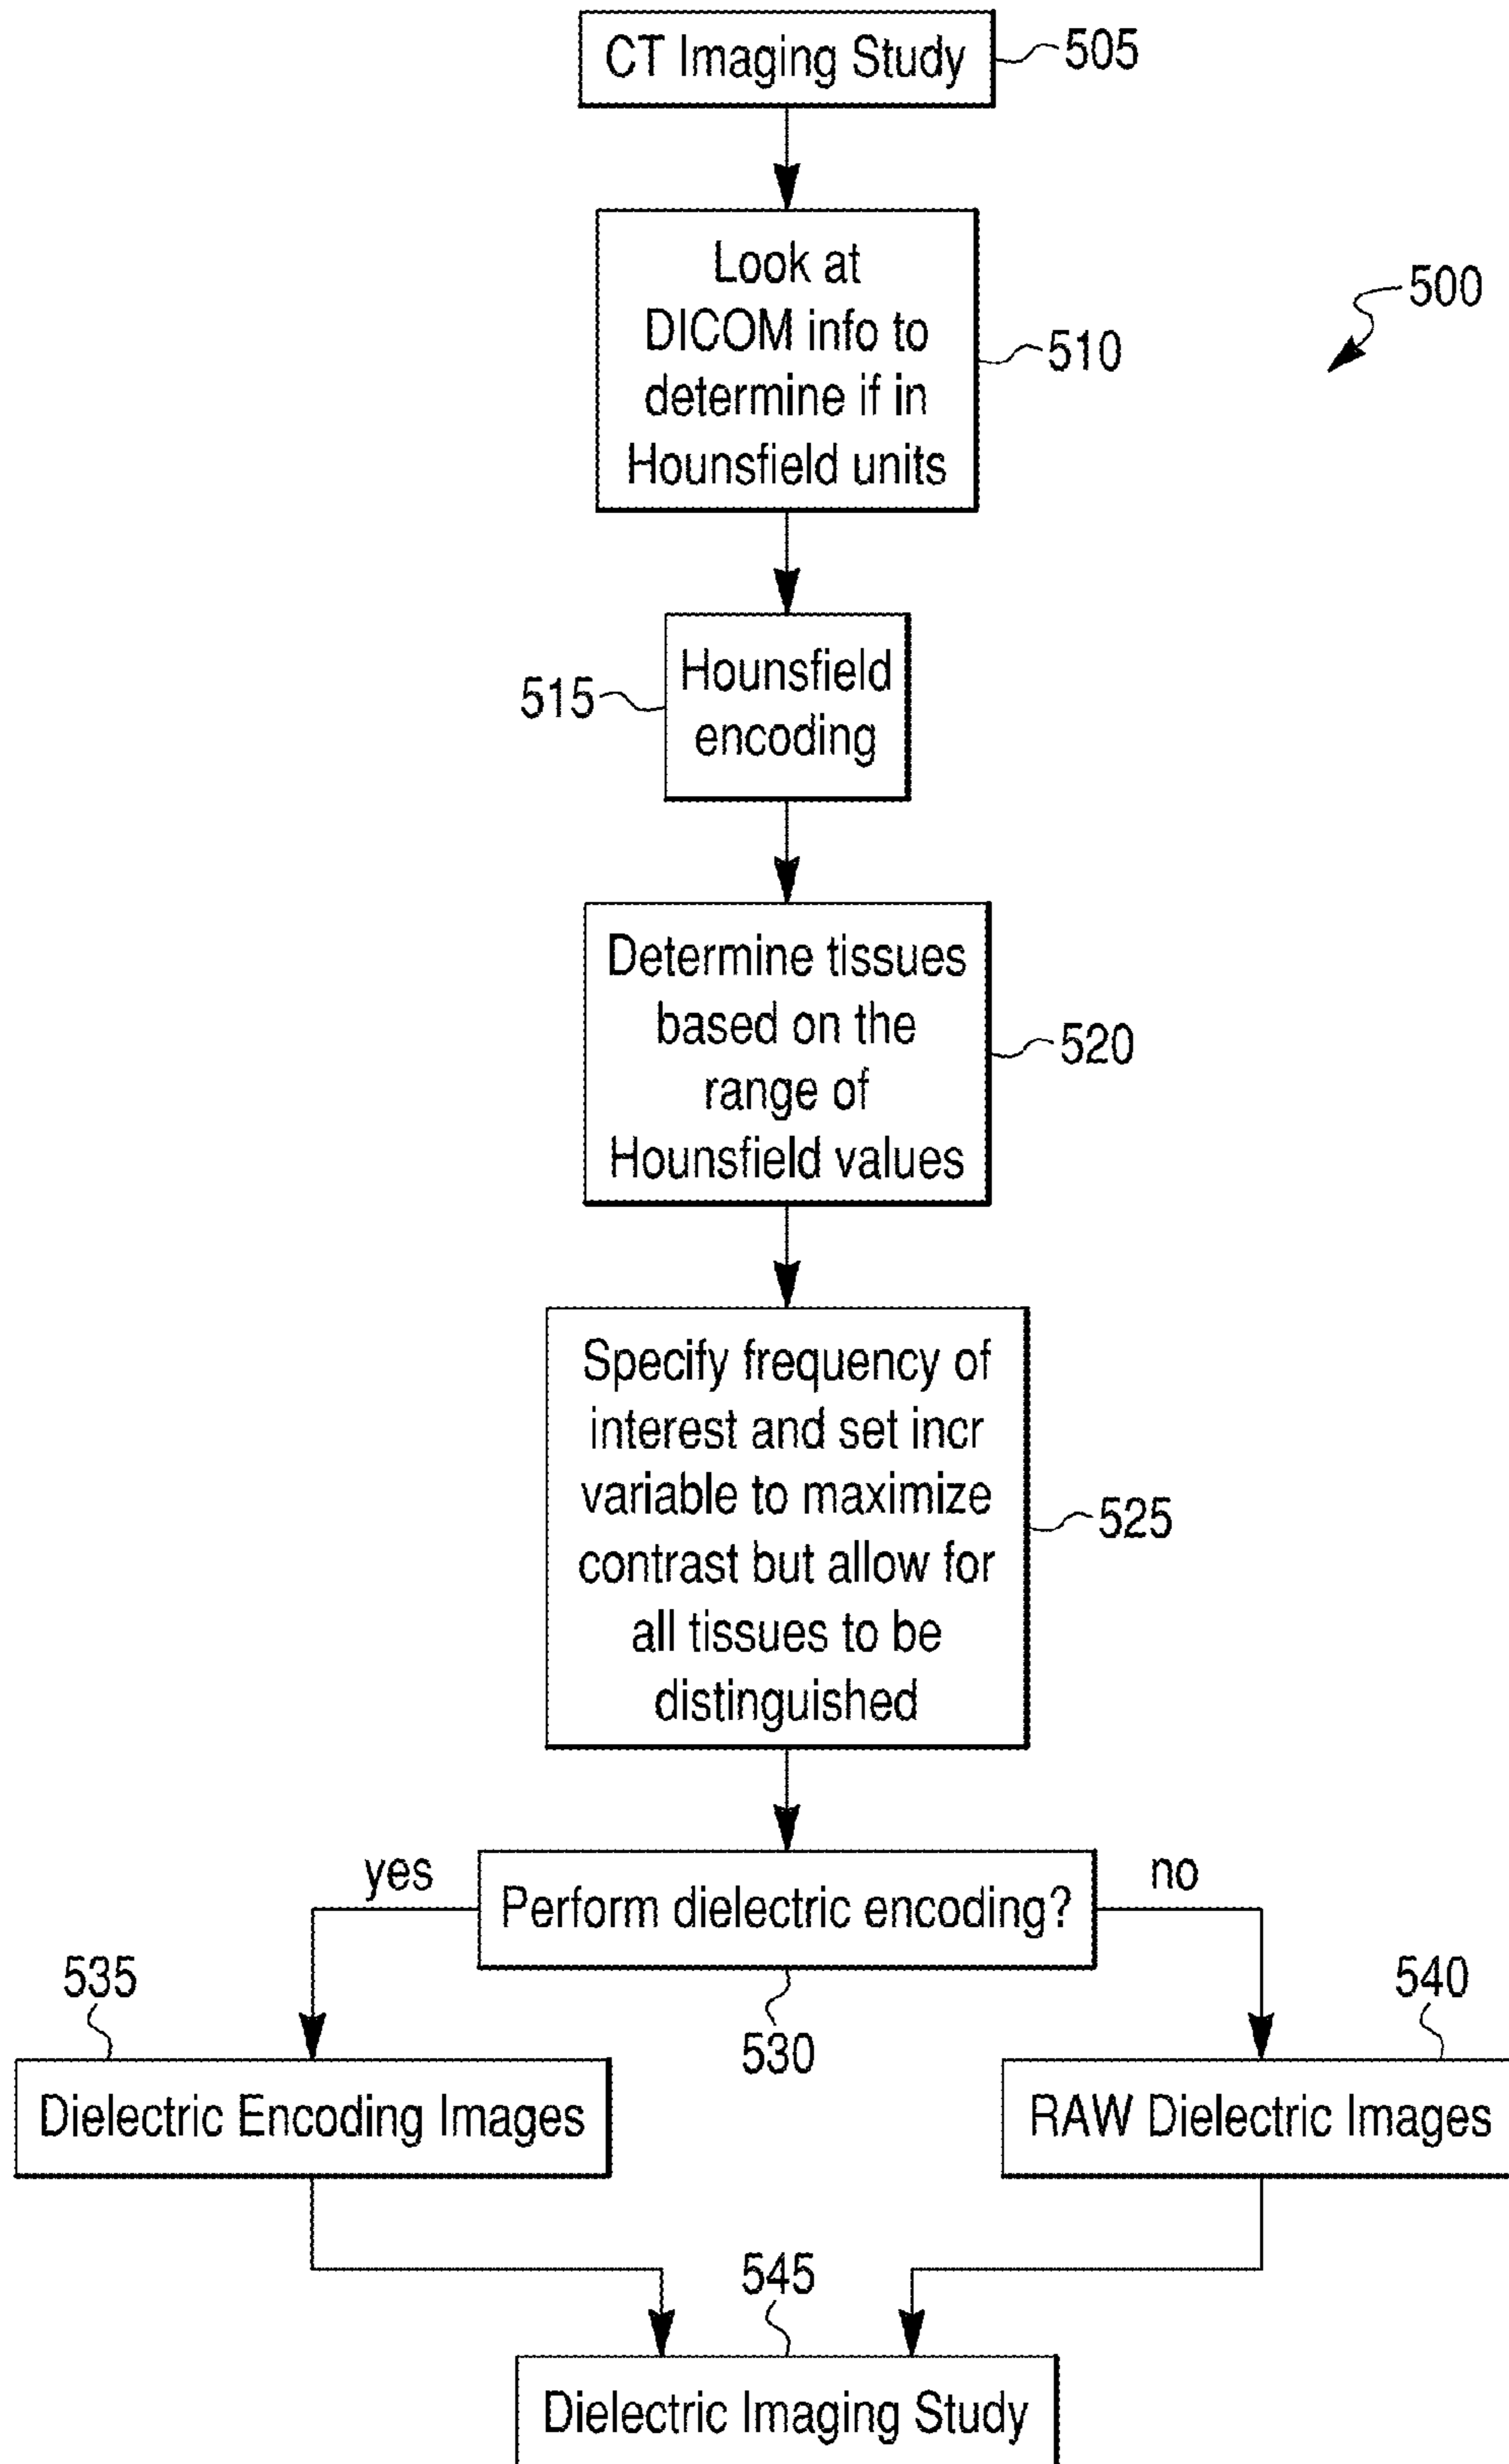 CT Imaging Study
505
Look at
DICOM info to
determine if in
Hounsfield units
510
500
Hounsfield
encoding
515
Determine tissues
based on the
range of
Hounsfield values
520
Specify frequency of
interest and set incr
variable to maximize
contrast but allow for
all tissues to be
distinguished
525
yes
Perform dielectric encoding?
no
530
535
Dielectric Encoding Images
540
RAW Dielectric Images
545
Dielectric Imaging Study